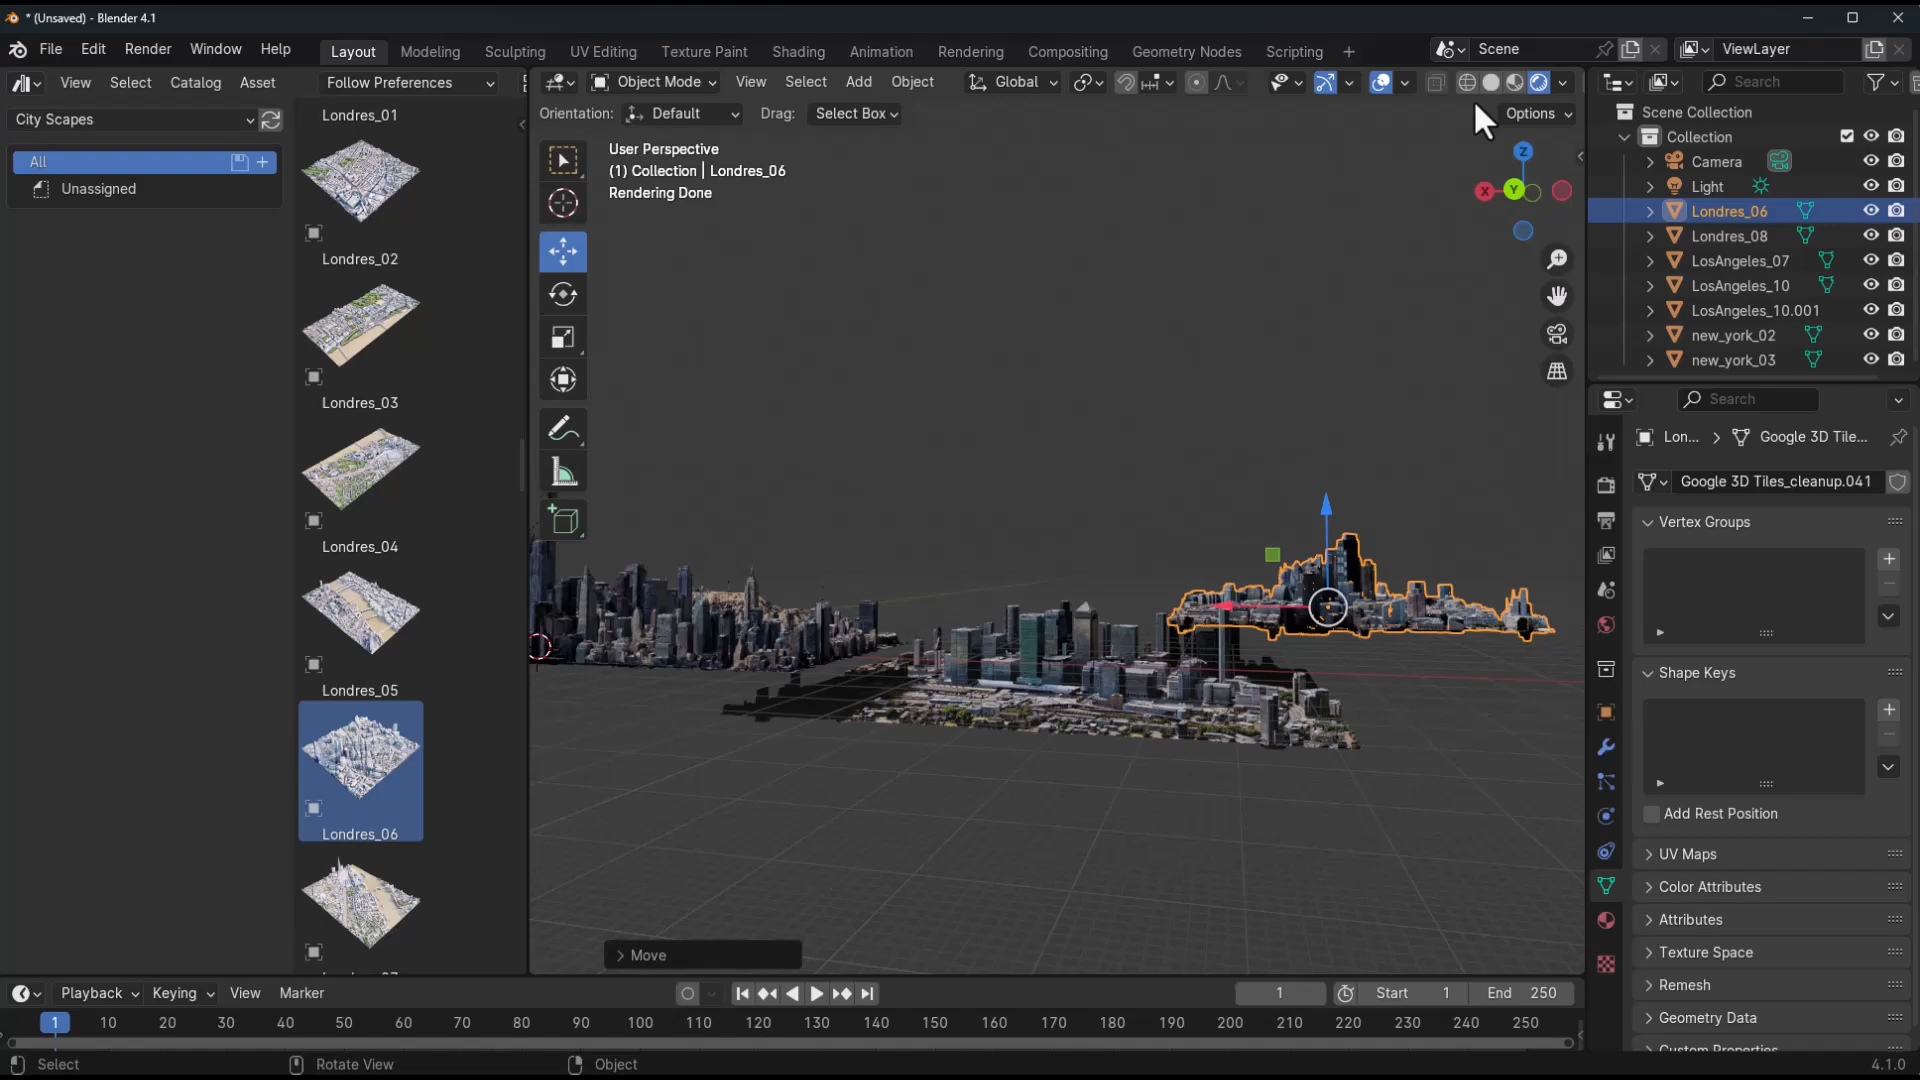 * (Unsaved) - Blender 4.1
File Edit Render Window Help
Layout Modeling Sculpting UV Editing Texture Paint Shading Animation Rendering Compositing Geometry Nodes Scripting +
Scene
ViewLayer
View Select Catalog Asset
Follow Preferences
Object Mode View Select Add Object
Global
Search
City Scapes
Orientation: Default Drag: Select Box
Options
All
Unassigned
Londres_01
Londres_02
Londres_03
Londres_04
Londres_05
Londres_06
User Perspective
(1) Collection | Londres_06
Rendering Done
Z
X
Y
Move
Scene Collection
Collection
Camera
Light
Londres_06
Londres_08
LosAngeles_07
LosAngeles_10
LosAngeles_10.001
new_york_02
new_york_03
Search
Lon... > Google 3D Tile...
Google 3D Tiles_cleanup.041
Vertex Groups
Shape Keys
Add Rest Position
UV Maps
Color Attributes
Attributes
Texture Space
Remesh
Geometry Data
Custom Properties
Playback Keying View Marker
1 Start 1 End 250
1 10 20 30 40 50 60 70 80 90 100 110 120 130 140 150 160 170 180 190 200 210 220 230 240 250
Select Rotate View Object
4.1.0